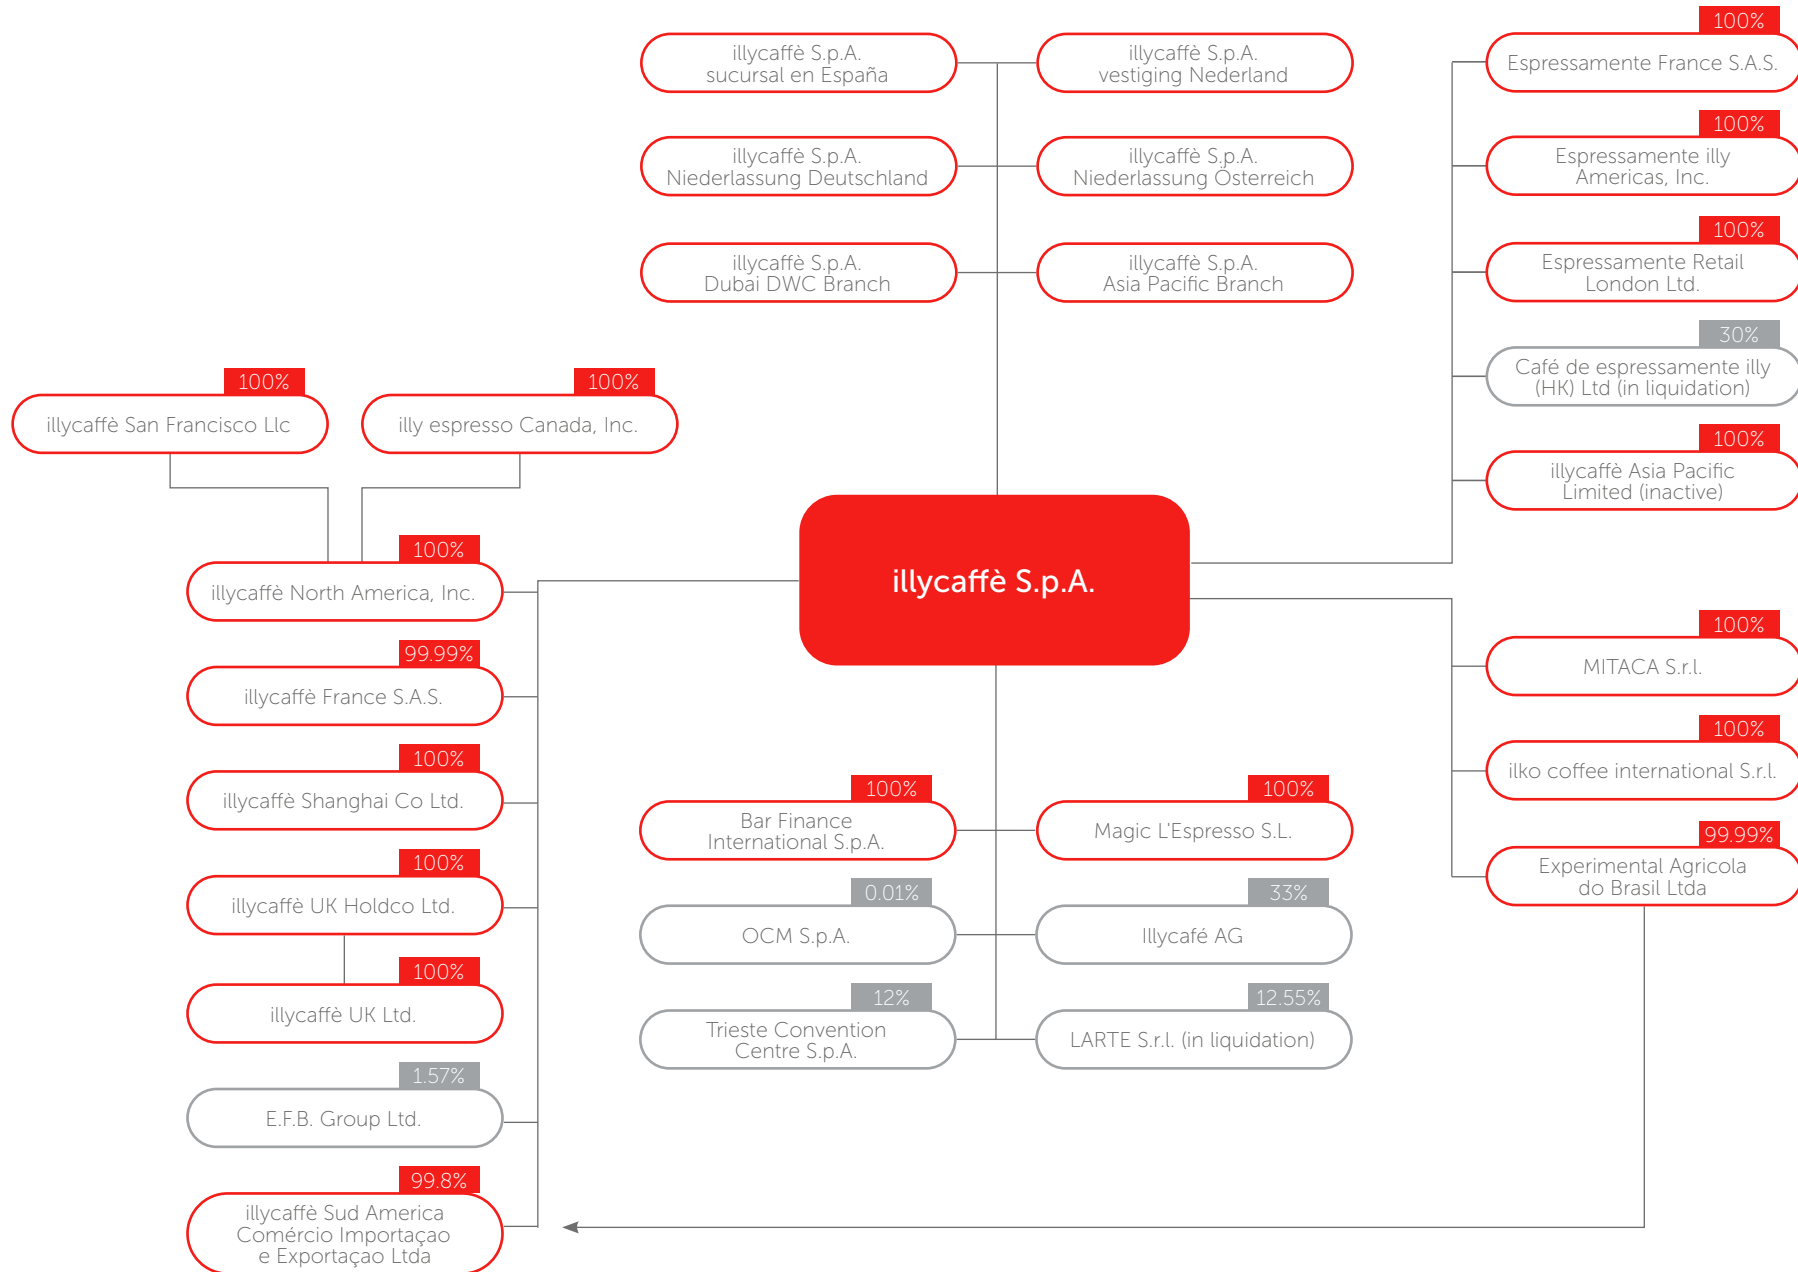 100%
illycaffè S.p.A.
sucursal en España
illycaffè S.p.A.
vestiging Nederland
Espressamente France S.A.S.
100%
illycaffè S.p.A.
Niederlassung Deutschland
illycaffè S.p.A.
Niederlassung Österreich
Espressamente illy
Americas, Inc.
100%
illycaffè S.p.A.
Dubai DWC Branch
illycaffè S.p.A.
Asia Pacific Branch
Espressamente Retail
London Ltd.
30%
Café de espressamente illy
(HK) Ltd (in liquidation)
100%
illycaffè Asia Pacific
Limited (inactive)
100%
illycaffè San Francisco Llc
100%
illy espresso Canada, Inc.
100%
illycaffè North America, Inc.
99.99%
illycaffè France S.A.S.
100%
illycaffè Shanghai Co Ltd.
100%
illycaffè UK Holdco Ltd.
100%
illycaffè UK Ltd.
1.57%
E.F.B. Group Ltd.
99.8%
illycaffè Sud America
Comércio Importaçao
e Exportaçao Ltda
illycaffè S.p.A.
100%
Bar Finance
International S.p.A.
100%
Magic L'Espresso S.L.
0.01%
OCM S.p.A.
33%
Illycafé AG
12%
Trieste Convention
Centre S.p.A.
12.55%
LARTE S.r.l. (in liquidation)
100%
MITACA S.r.l.
100%
ilko coffee international S.r.l.
99.99%
Experimental Agricola
do Brasil Ltda